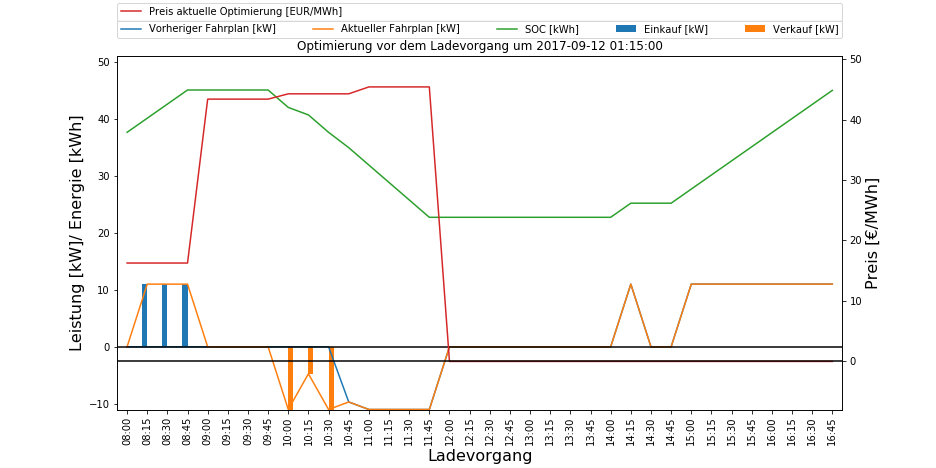 Preis aktuelle Optimierung [EUR/MWh]
Vorheriger Fahrplan [kW] Aktueller Fahrplan [kW] SOC [kWh] Einkauf [kW] Verkauf [kW]
Optimierung vor dem Ladevorgang um 2017-09-12 01:15:00
Leistung [kW]/ Energie [kWh]
50
40
30
20
10
0
−10
50
40
30
20
10
0
Preis [€/MWh]
08:00 08:15 08:30 08:45 09:00 09:15 09:30 09:45 10:00 10:15 10:30 10:45 11:00 11:15 11:30 11:45 12:00 12:15 12:30 12:45 13:00 13:15 13:30 13:45 14:00 14:15 14:30 14:45 15:00 15:15 15:30 15:45 16:00 16:15 16:30 16:45
Ladevorgang